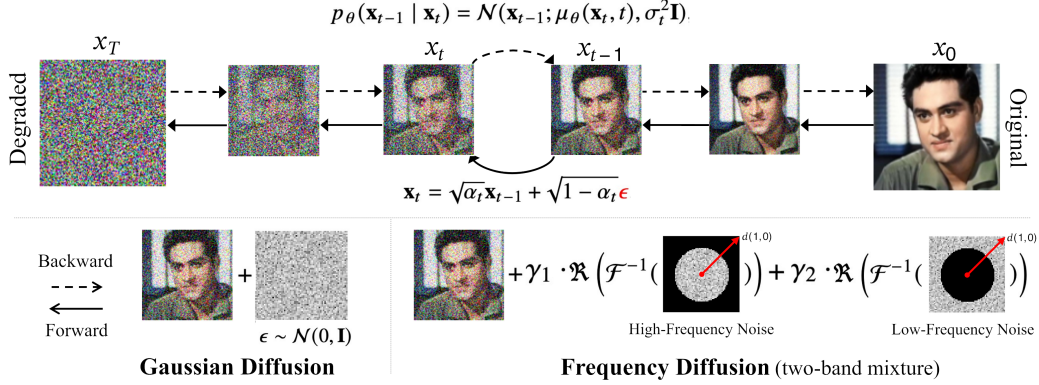 p_θ(𝐱_{t−1} | 𝐱_t) = 𝒩(𝐱_{t−1}; μ_θ(𝐱_t, t), σ_t^2 𝐈).
x_T
x_t
x_{t−1}
x_0
Degraded
Original
𝐱_t = √α_t 𝐱_{t−1} + √(1 − α_t) ϵ
Backward
Forward
+
ϵ ∼ 𝒩(0, 𝐈)
Gaussian Diffusion
+ γ_1 · ℜ ( ℱ^{−1}( )) + γ_2 · ℜ ( ℱ^{−1}( ))
d(1,0)
d(1,0)
High-Frequency Noise
Low-Frequency Noise
Frequency Diffusion (two-band mixture)